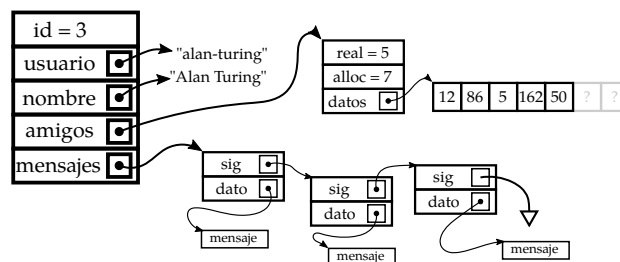 id = 3
usuario
"alan-turing"
nombre
"Alan Turing"
amigos
mensajes
real = 5
alloc = 7
datos
12 86 5 162 50 ? ?
sig
dato
mensaje
sig
dato
mensaje
sig
dato
mensaje